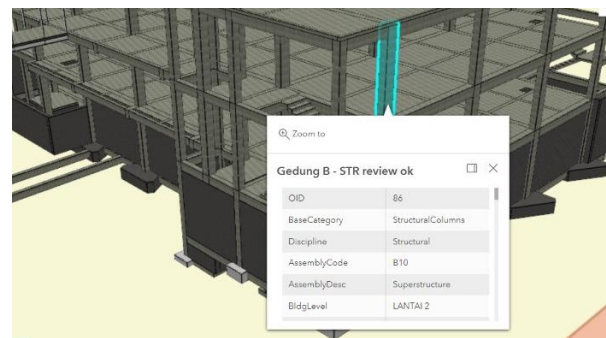 Zoom to
Gedung B - STR review ok
OID 86
BaseCategory StructuralColumns
Discipline Structural
AssemblyCode B10
AssemblyDesc Superstructure
BldgLevel LANTAI 2